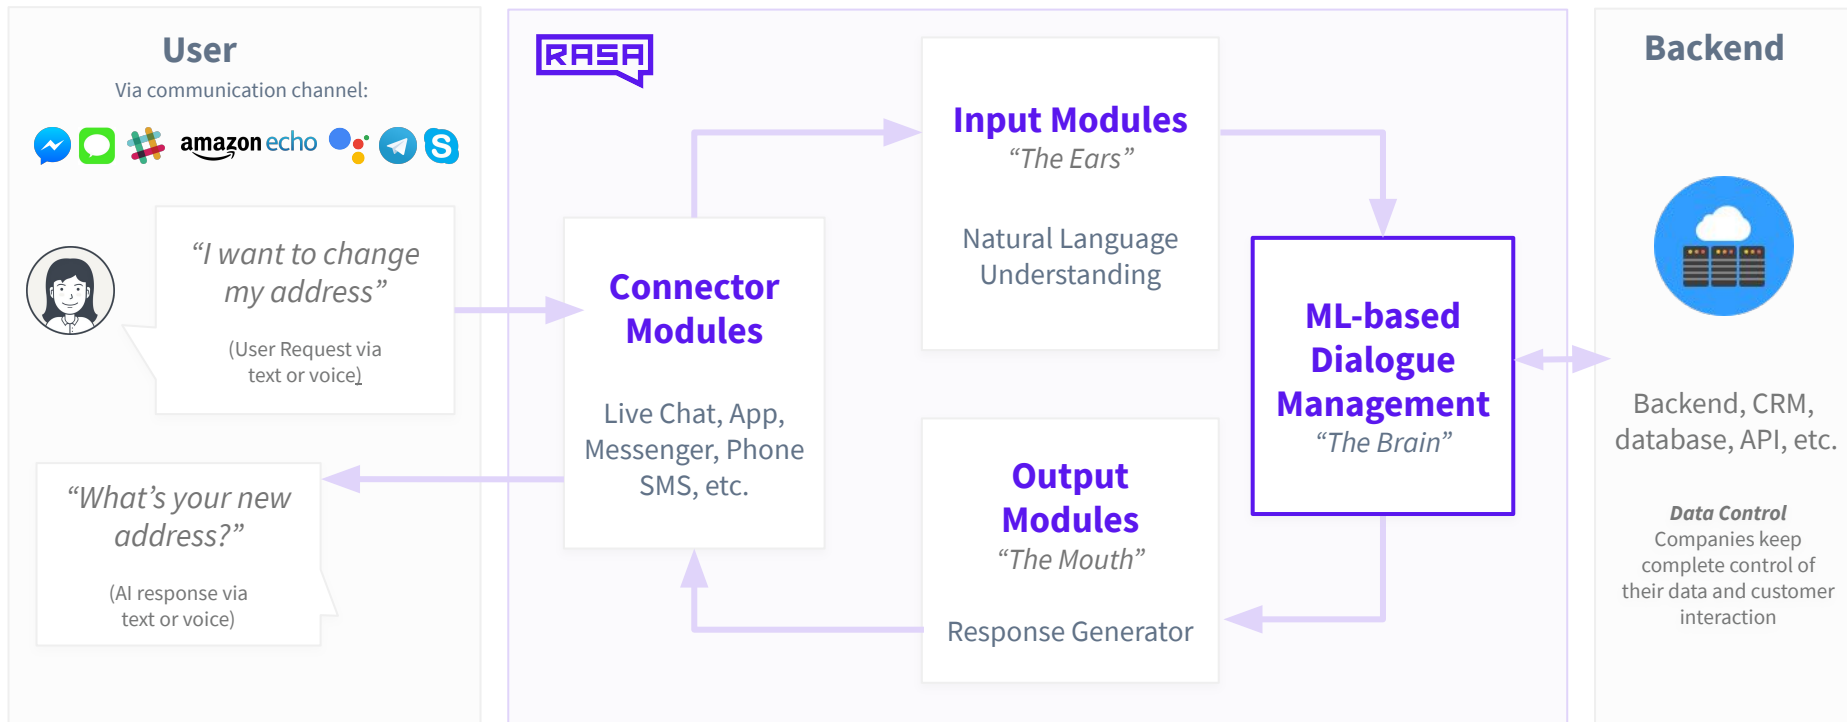 User
Via communication channel:
amazon echo
“I want to change
my address”
(User Request via
text or voice)
“What’s your new
address?”
(AI response via
text or voice)
RASA
Connector
Modules
Live Chat, App,
Messenger, Phone
SMS, etc.
Input Modules
“The Ears”
Natural Language
Understanding
ML-based
Dialogue
Management
“The Brain”
Output
Modules
“The Mouth”
Response Generator
Backend
Backend, CRM,
database, API, etc.
Data Control
Companies keep
complete control of
their data and customer
interaction